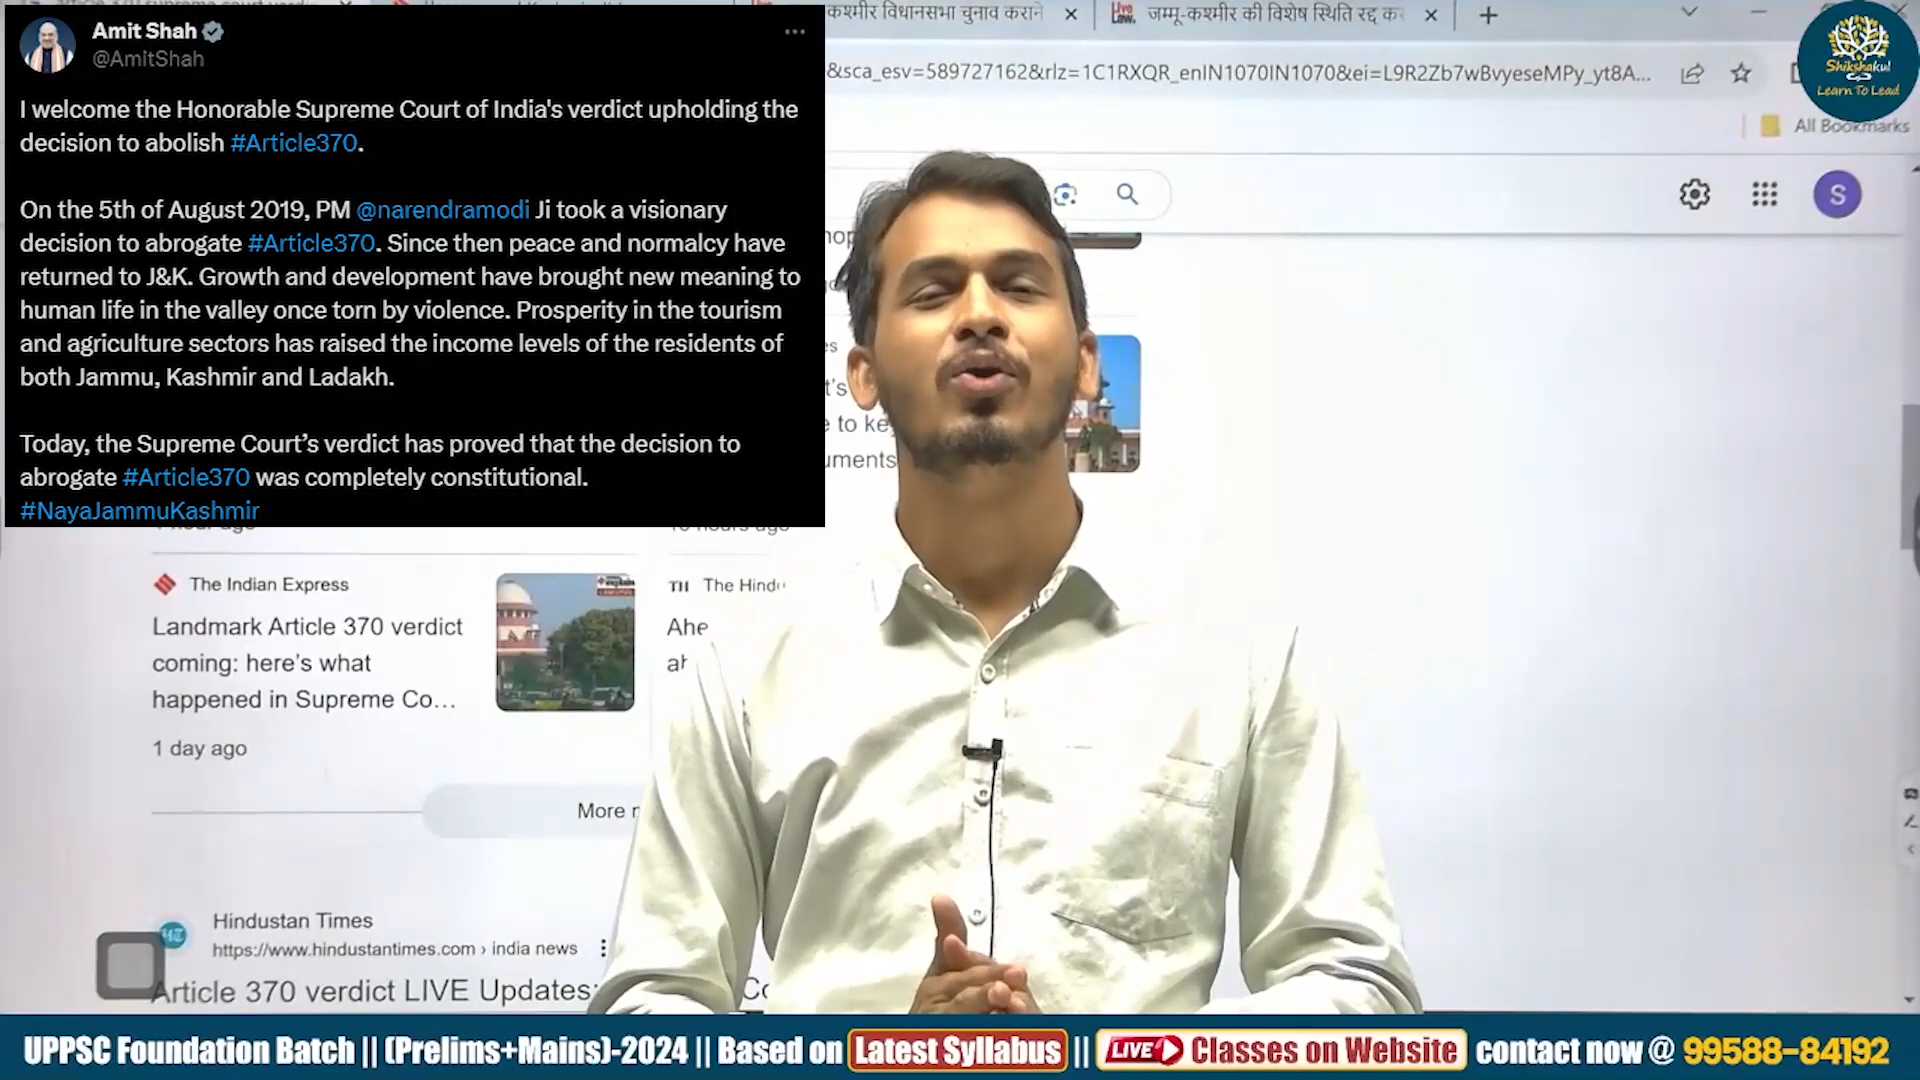 Amit Shah
@AmitShah
I welcome the Honorable Supreme Court of India's verdict upholding the
decision to abolish #Article370.
On the 5th of August 2019, PM @narendramodi Ji took a visionary
decision to abrogate #Article370. Since then peace and normalcy have
returned to J&K. Growth and development have brought new meaning to
human life in the valley once torn by violence. Prosperity in the tourism
and agriculture sectors has raised the income levels of the residents of
both Jammu, Kashmir and Ladakh.
Today, the Supreme Court’s verdict has proved that the decision to
abrogate #Article370 was completely constitutional.
#NayaJammuKashmir
कश्मीर विधानसभा चुनाव कराने
Live Law. जम्मू-कश्मीर की विशेष स्थिति रद्द
&sca_esv=589727162&rlz=1C1RXQR_enIN1070IN1070&ei=L9R2Zb7wBvyeseMPy_yt8A...
Shikshakul
Learn To Lead
All Bookmarks
S
to
uments
The Indian Express
Landmark Article 370 verdict
coming: here’s what
happened in Supreme Co...
1 day ago
TH The
More
HT
Hindustan Times
https://www.hindustantimes.com › india news
Article 370 verdict LIVE Updates:
UPPSC Foundation Batch || (Prelims+Mains)-2024 || Based on Latest Syllabus || LIVE Classes on Website contact now @ 99588-84192